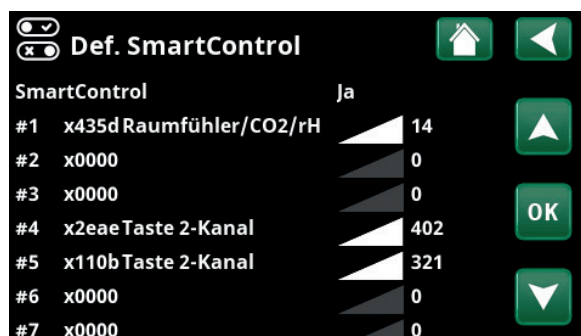 Def. SmartControl
SmartControl Ja
#1 x435d Raumfühler/CO2/rH 14
#2 x0000 0
#3 x0000 0
#4 x2eae Taste 2-Kanal 402
OK
#5 x110b Taste 2-Kanal 321
#6 x0000 0
#7 x0000 0